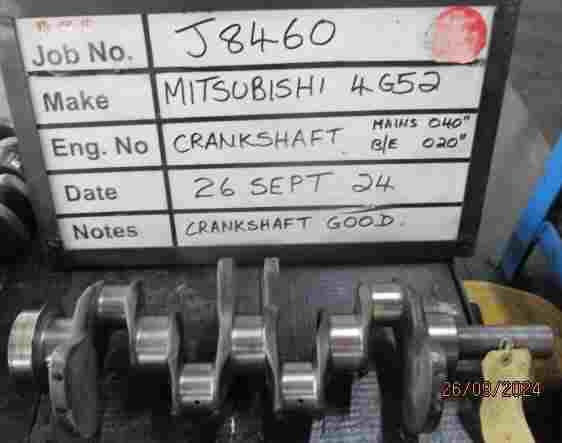 Job No. J8460
Make MITSUBISHI 4G52
Eng. No CRANKSHAFT MAINS 040"
B/E 020"
Date 26 SEPT 24
Notes CRANKSHAFT GOOD.
26/09/2024